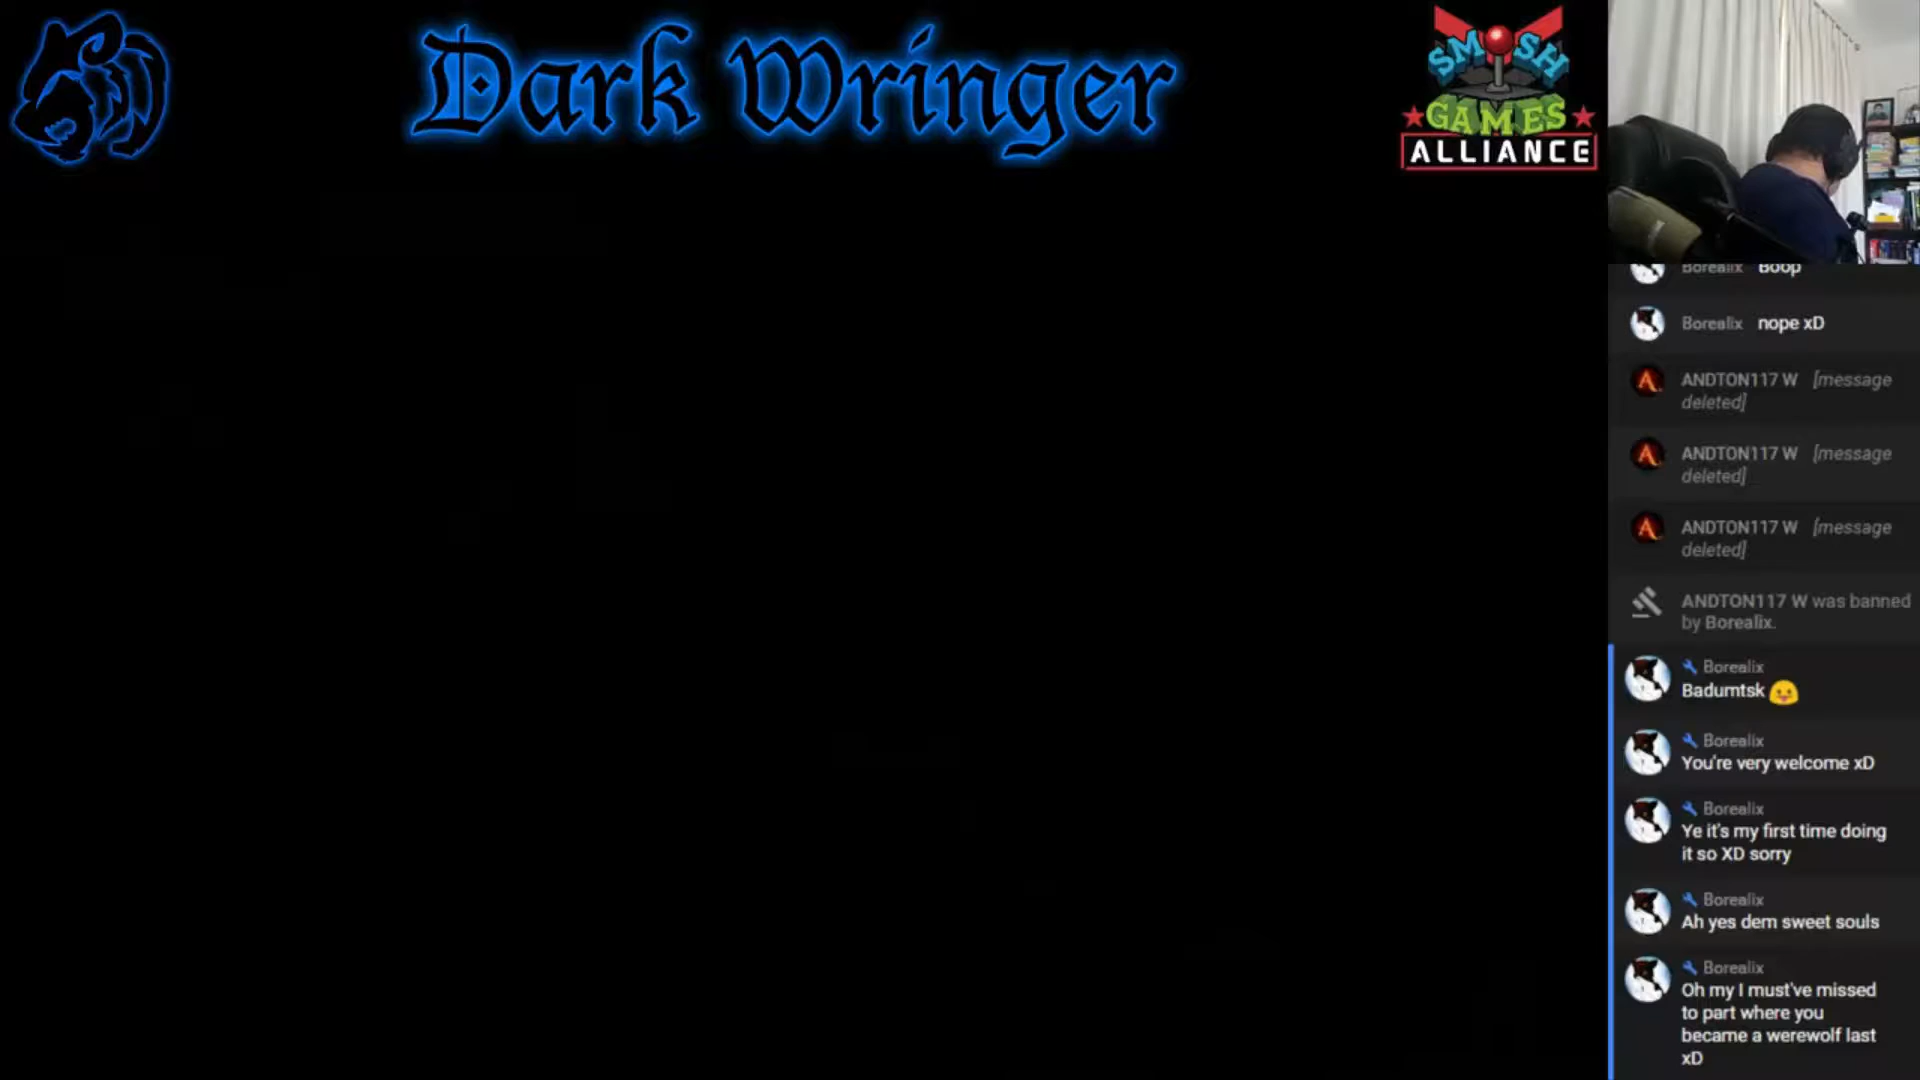 Dark Wringer
SMOSH
GAMES
ALLIANCE
Borealix Boop
Borealix nope xD
ANDTON117 W [message
deleted]
ANDTON117 W [message
deleted]
ANDTON117 W [message
deleted]
ANDTON117 W was banned
by Borealix.
Borealix
Badumtsk
Borealix
You're very welcome xD
Borealix
Ye it's my first time doing
it so XD sorry
Borealix
Ah yes dem sweet souls
Borealix
Oh my I must've missed
to part where you
became a werewolf last
xD